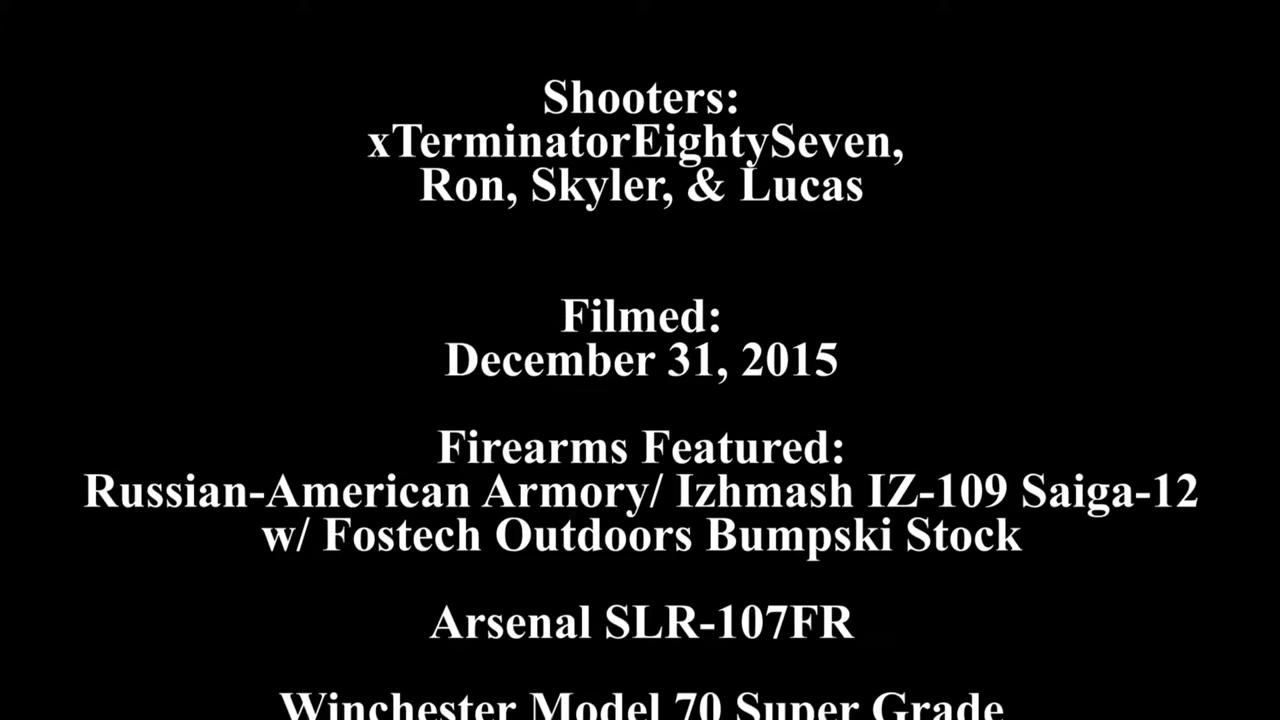 Shooters:
xTerminatorEightySeven,
Ron, Skyler, & Lucas
Filmed:
December 31, 2015
Firearms Featured:
Russian-American Armory/ Izhmash IZ-109 Saiga-12
w/ Fostech Outdoors Bumpski Stock
Arsenal SLR-107FR
Winchester Model 70 Super Grade